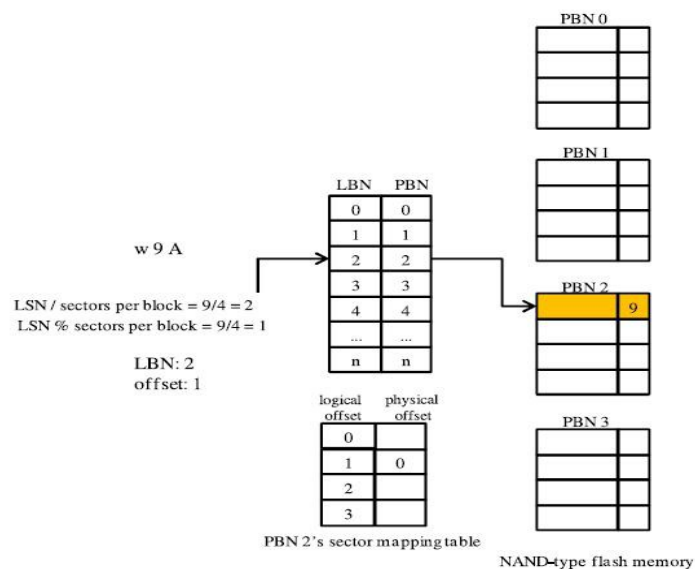 PBN 0
PBN 1
LBN PBN
0 0
1 1
w 9 A
2 2
3 3
4 4
... ...
n n
LSN / sectors per block = 9/4 = 2
LSN % sectors per block = 9/4 = 1
LBN: 2
offset: 1
PBN 2
9
logical offset
physical offset
0
1 0
2
3
PBN 2's sector mapping table
PBN 3
NAND-type flash memory